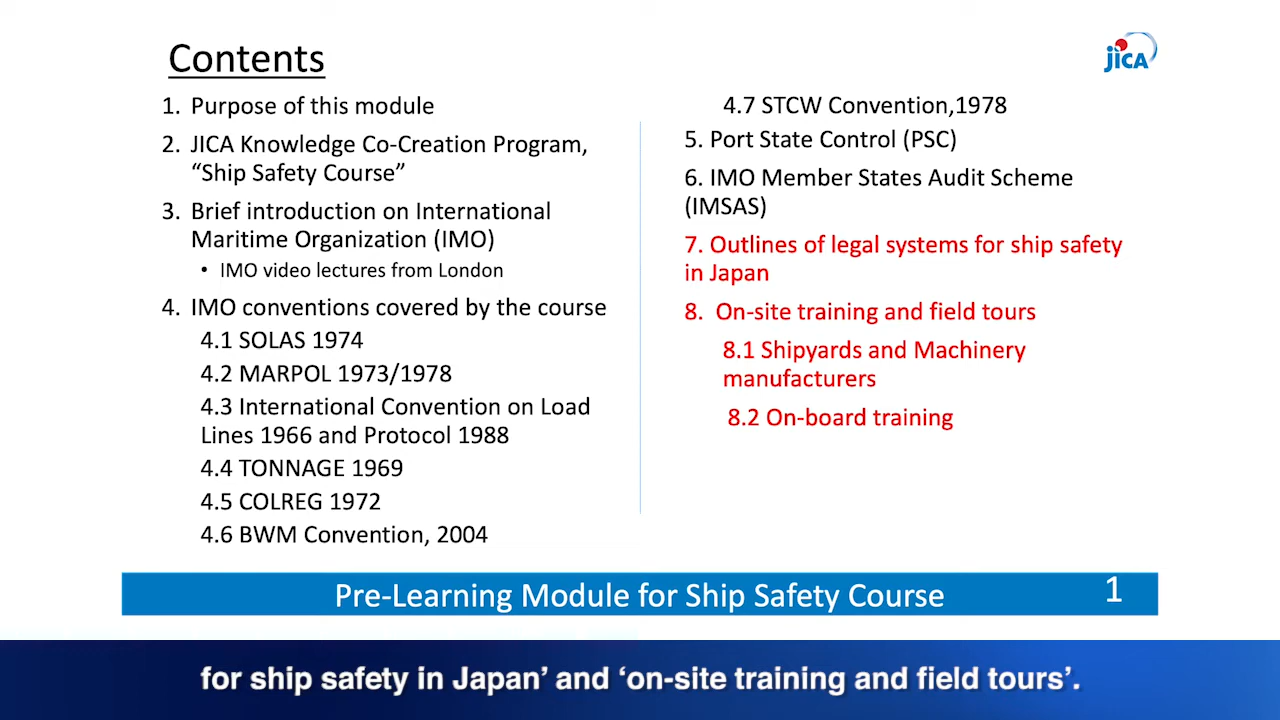 Contents
JICA
1. Purpose of this module
2. JICA Knowledge Co-Creation Program,
“Ship Safety Course”
3. Brief introduction on International
Maritime Organization (IMO)
• IMO video lectures from London
4. IMO conventions covered by the course
4.1 SOLAS 1974
4.2 MARPOL 1973/1978
4.3 International Convention on Load
Lines 1966 and Protocol 1988
4.4 TONNAGE 1969
4.5 COLREG 1972
4.6 BWM Convention, 2004
4.7 STCW Convention,1978
5. Port State Control (PSC)
6. IMO Member States Audit Scheme
(IMSAS)
7. Outlines of legal systems for ship safety
in Japan
8. On-site training and field tours
8.1 Shipyards and Machinery
manufacturers
8.2 On-board training
Pre-Learning Module for Ship Safety Course
1
for ship safety in Japan’ and ‘on-site training and field tours’.